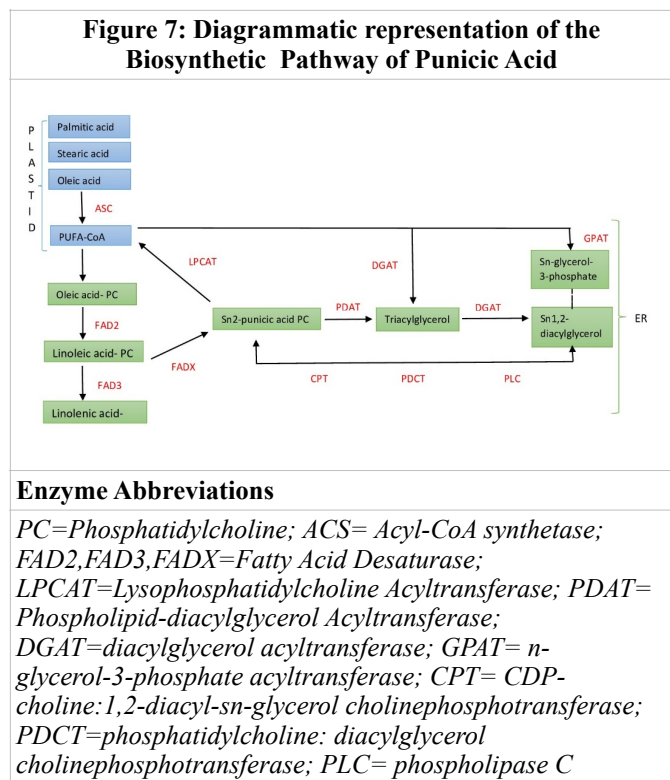 Figure 7: Diagrammatic representation of the
Biosynthetic Pathway of Punicic Acid
PLASTID
Palmitic acid
Stearic acid
Oleic acid
ASC
PUFA-CoA
GPAT
LPCAT
DGAT
Sn-glycerol-
3-phosphate
Oleic acid- PC
PDAT
DGAT
Sn2-punicic acid PC
Triacylglycerol
Sn1,2-
diacylglycerol
ER
FAD2
Linoleic acid- PC
FADX
FAD3
CPT
PDCT
PLC
Linolenic acid-
Enzyme Abbreviations
PC=Phosphatidylcholine; ACS= Acyl-CoA synthetase;
FAD2,FAD3,FADX=Fatty Acid Desaturase;
LPCAT=Lysophosphatidylcholine Acyltransferase; PDAT=
Phospholipid-diacylglycerol Acyltransferase;
DGAT=diacylglycerol acyltransferase; GPAT= n-
glycerol-3-phosphate acyltransferase; CPT= CDP-
choline:1,2-diacyl-sn-glycerol cholinephosphotransferase;
PDCT=phosphatidylcholine: diacylglycerol
cholinephosphotransferase; PLC= phospholipase C